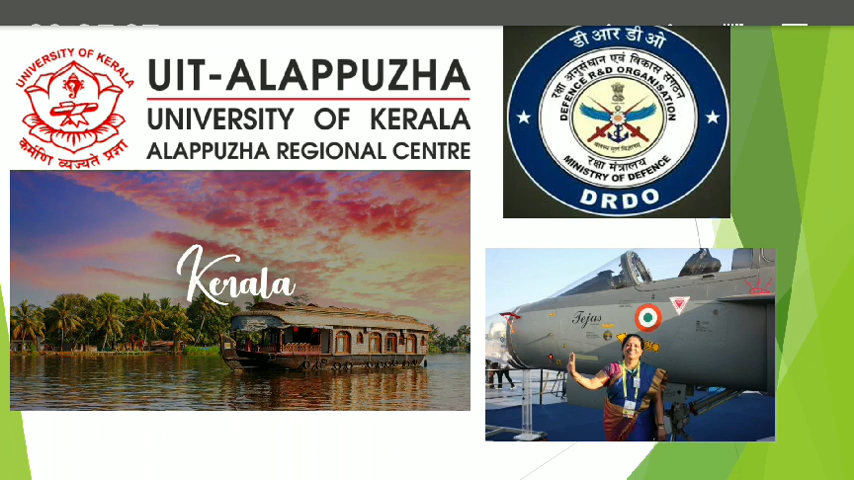 UNIVERSITY OF KERALA
कर्मणि व्यज्यते प्रज्ञा
UIT-ALAPPUZHA
UNIVERSITY OF KERALA
ALAPPUZHA REGIONAL CENTRE
Kerala
डी आर डी ओ
रक्षा अनुसंधान एवं विकास संगठन
DEFENCE R&D ORGANISATION
रक्षा मंत्रालय
MINISTRY OF DEFENCE
DRDO
Tejas